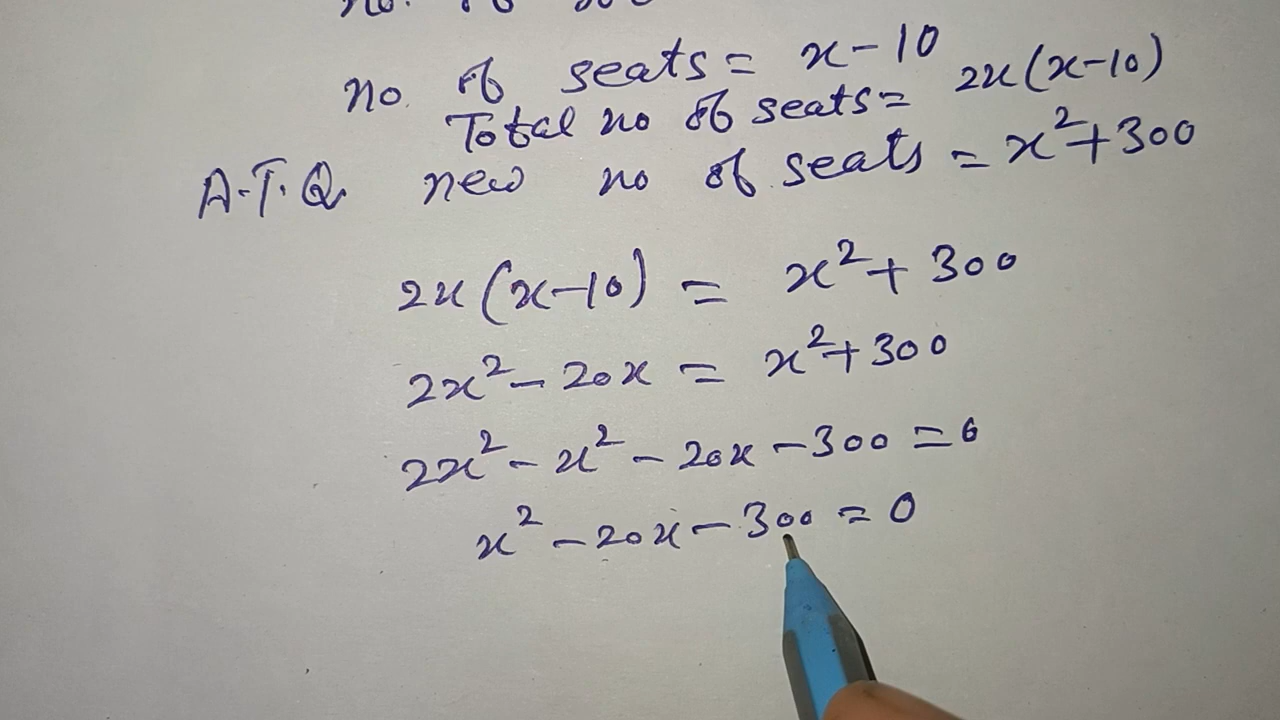 no of seats = x - 10
Total no of seats = 2x(x-10)
A.T.Q. new no of seats = x²+300
2x(x-10) = x²+300
2x²-20x = x²+300
2x²-x²-20x-300=0
x²-20x-300=0